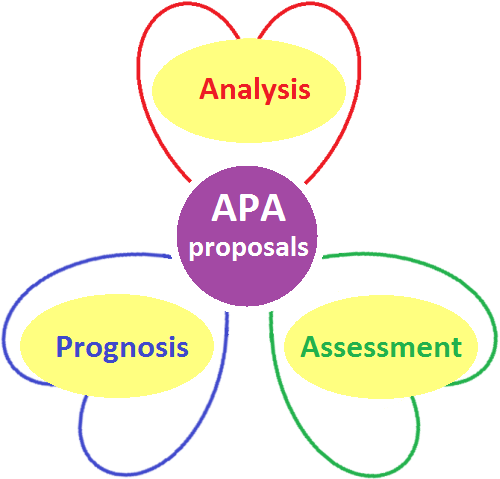 Analysis
APA
proposals
Prognosis
Assessment